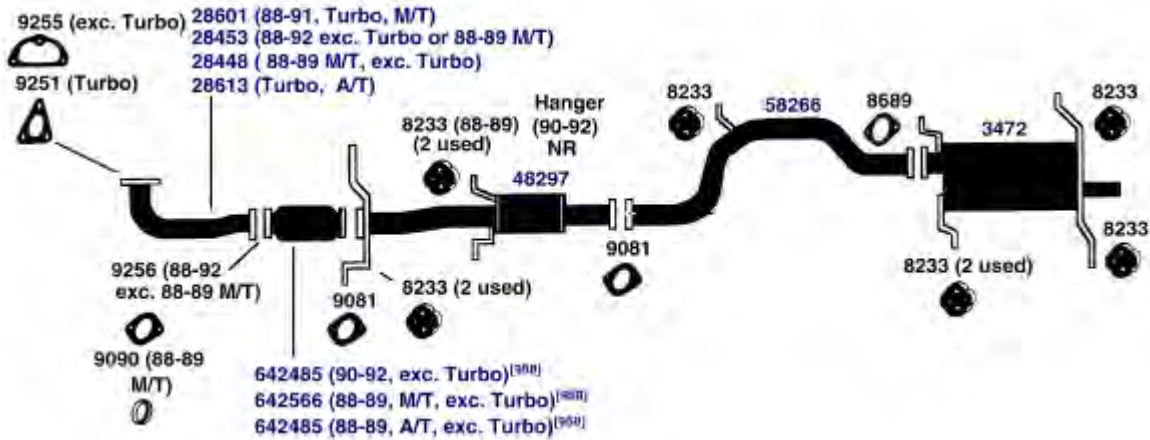 9255 (exc. Turbo)
9251 (Turbo)
28601 (88-91, Turbo, M/T)
28453 (88-92 exc. Turbo or 88-89 M/T)
28448 ( 88-89 M/T, exc. Turbo)
28613 (Turbo, A/T)
8233 (88-89)
(2 used)
Hanger
(90-92)
NR
48297
8233
58266
8689
3472
8233
8233
9256 (88-92
exc. 88-89 M/T)
9090 (88-89
M/T)
9081
8233 (2 used)
9081
8233 (2 used)
642485 (90-92, exc. Turbo)
642566 (88-89, M/T, exc. Turbo)
642485 (88-89, A/T, exc. Turbo)